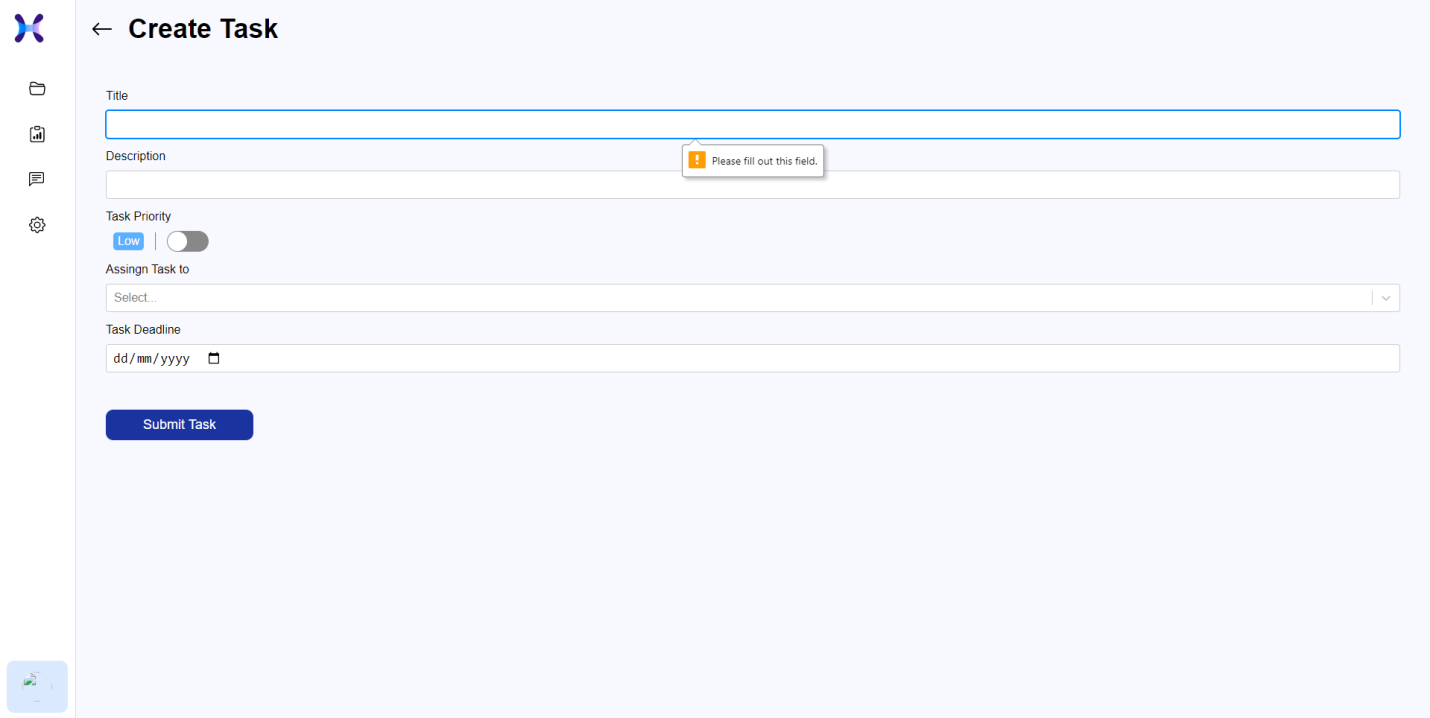 Create Task
Title
Please fill out this field.
Description
Task Priority
Low
Assingn Task to
Select...
Task Deadline
dd/mm/yyyy
Submit Task